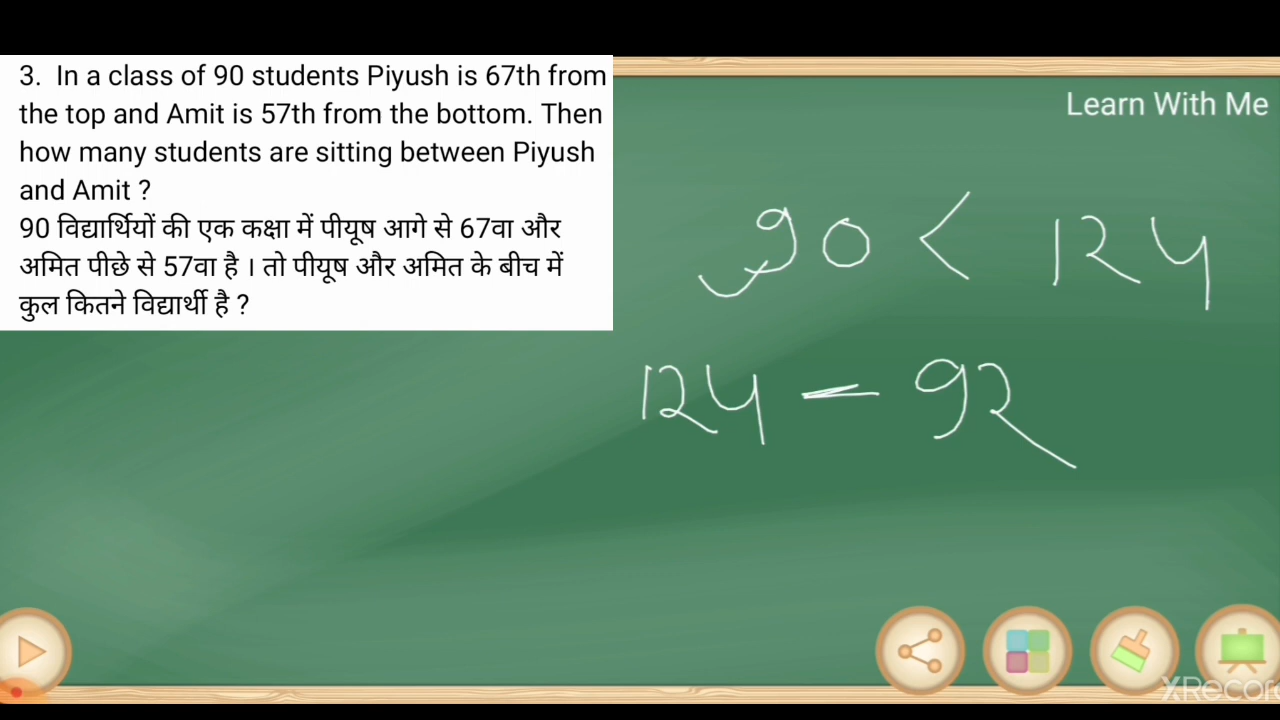 3. In a class of 90 students Piyush is 67th from
the top and Amit is 57th from the bottom. Then
how many students are sitting between Piyush
and Amit ?
90 विद्यार्थियों की एक कक्षा में पीयूष आगे से 67वा और
अमित पीछे से 57वा है । तो पीयूष और अमित के बीच में
कुल कितने विद्यार्थी है ?
Learn With Me
90 < 124
124 - 92
XRecor